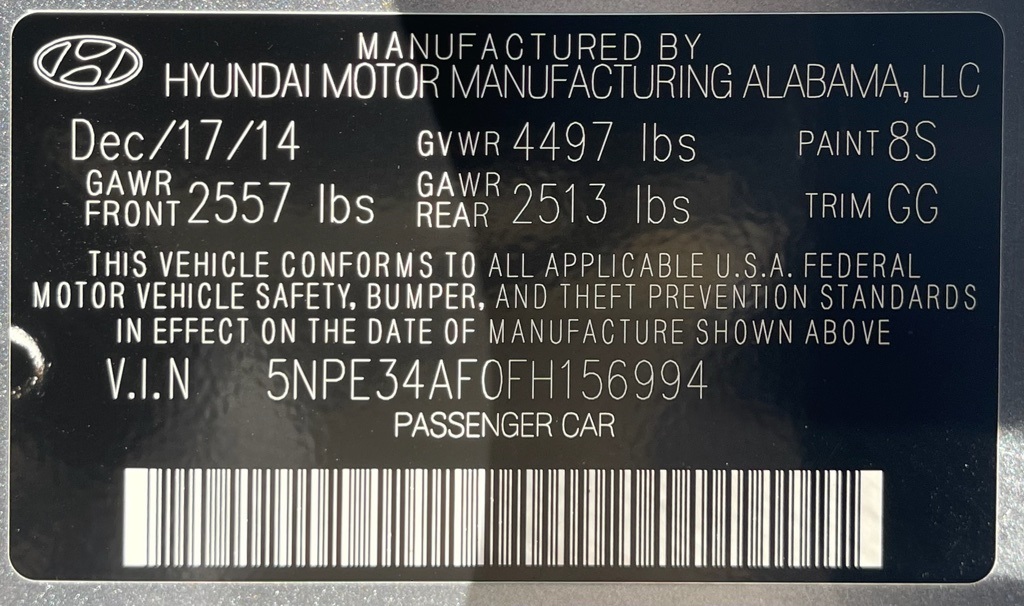 MANUFACTURED BY
HYUNDAI MOTOR MANUFACTURING ALABAMA, LLC
Dec/17/14 GVWR 4497 lbs PAINT 8S
GAWR FRONT 2557 lbs GAWR REAR 2513 lbs TRIM GG
THIS VEHICLE CONFORMS TO ALL APPLICABLE U.S.A. FEDERAL
MOTOR VEHICLE SAFETY, BUMPER, AND THEFT PREVENTION STANDARDS
IN EFFECT ON THE DATE OF MANUFACTURE SHOWN ABOVE
V.I.N 5NPE34AF0FH156994
PASSENGER CAR